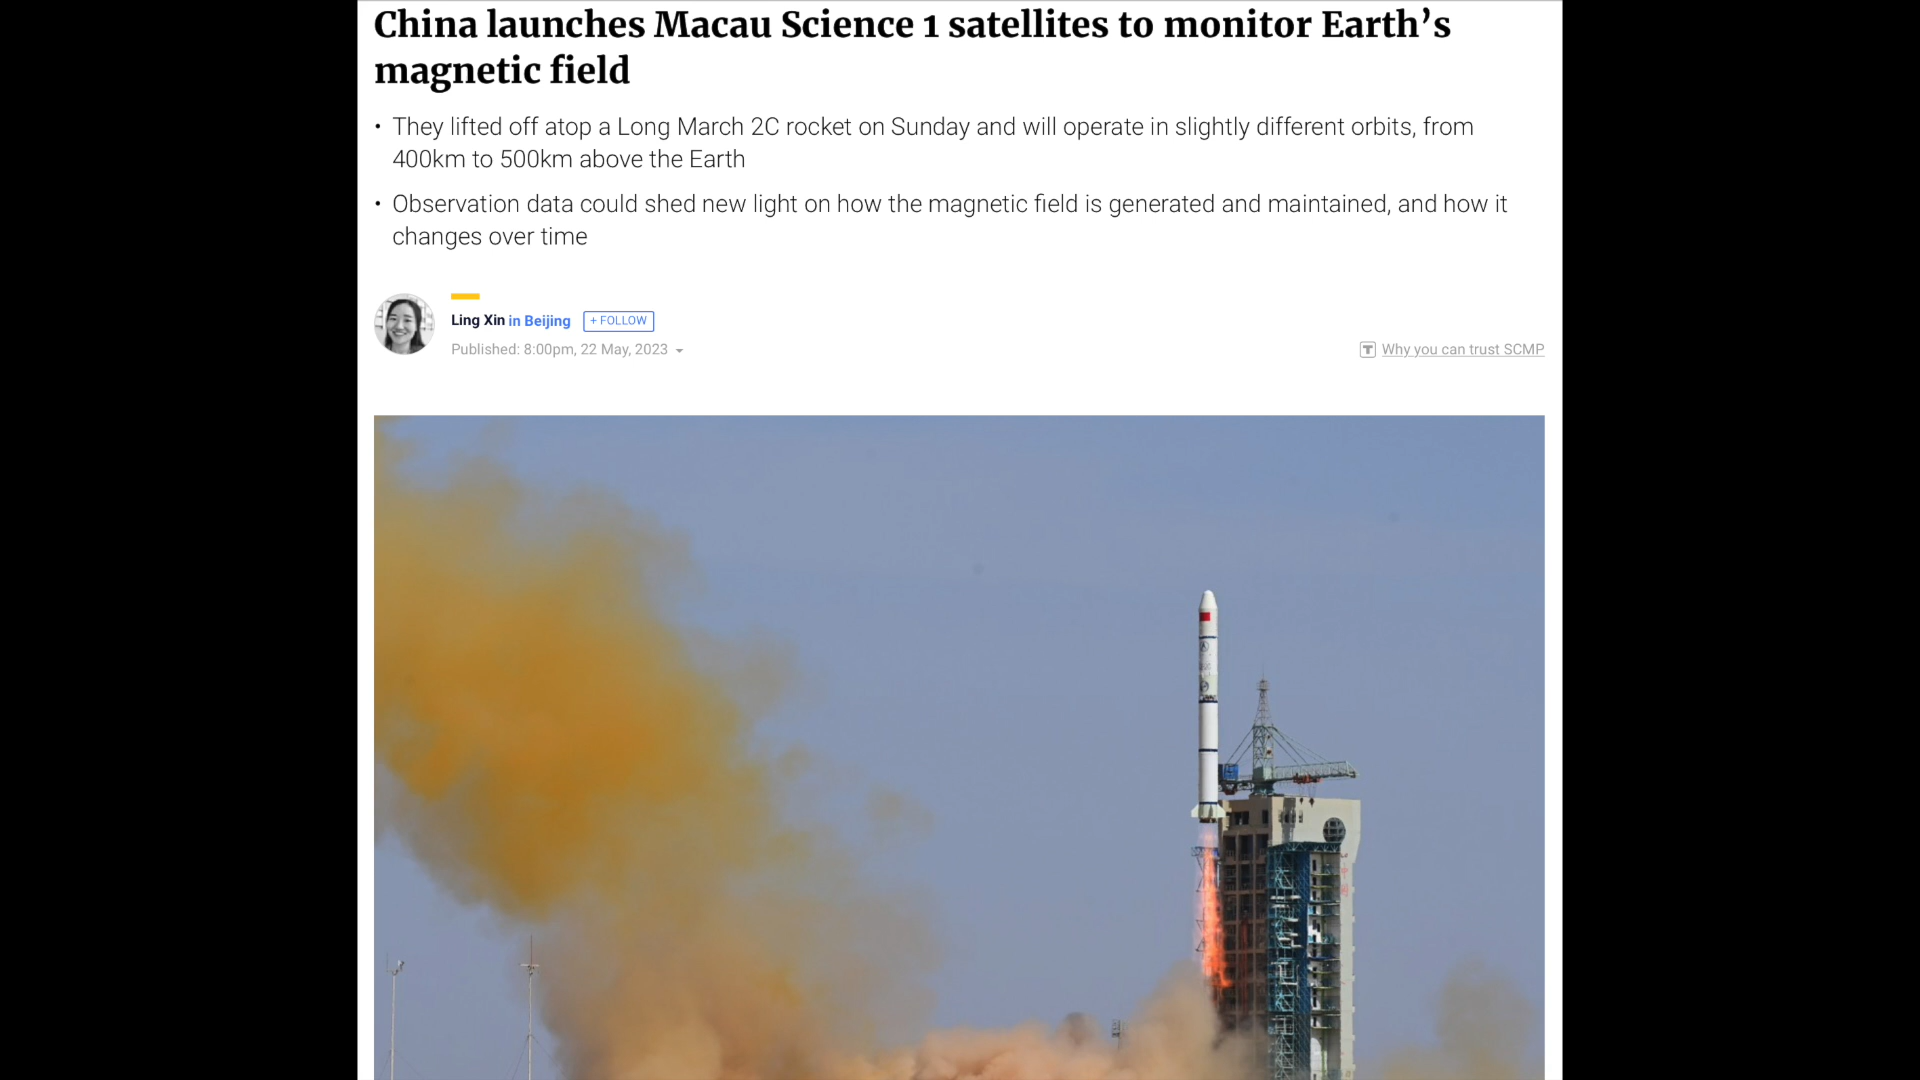 China launches Macau Science 1 satellites to monitor Earth’s
magnetic field
• They lifted off atop a Long March 2C rocket on Sunday and will operate in slightly different orbits, from
400km to 500km above the Earth
• Observation data could shed new light on how the magnetic field is generated and maintained, and how it
changes over time
Ling Xin in Beijing + FOLLOW
Published: 8:00pm, 22 May, 2023
Why you can trust SCMP